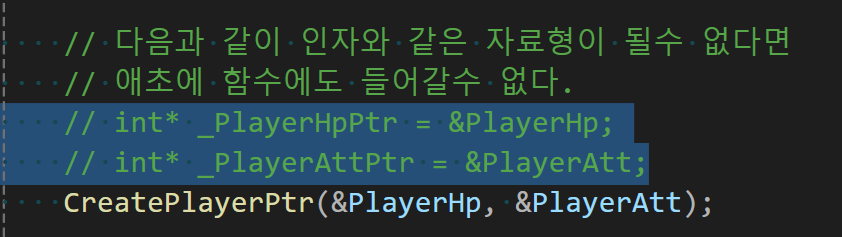 // 다음과 같이 인자와 같은 자료형이 될수 없다면
// 애초에 함수에도 들어갈수 없다.
// int* _PlayerHpPtr = &PlayerHp;
// int* _PlayerAttPtr = &PlayerAtt;
CreatePlayerPtr(&PlayerHp, &PlayerAtt);